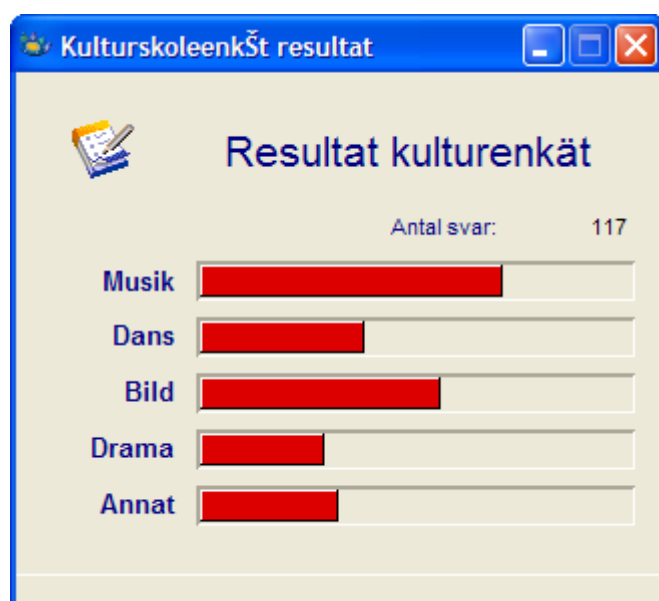 KulturskoleenkŠt resultat
Resultat kulturenkät
Antal svar: 117
Musik
Dans
Bild
Drama
Annat